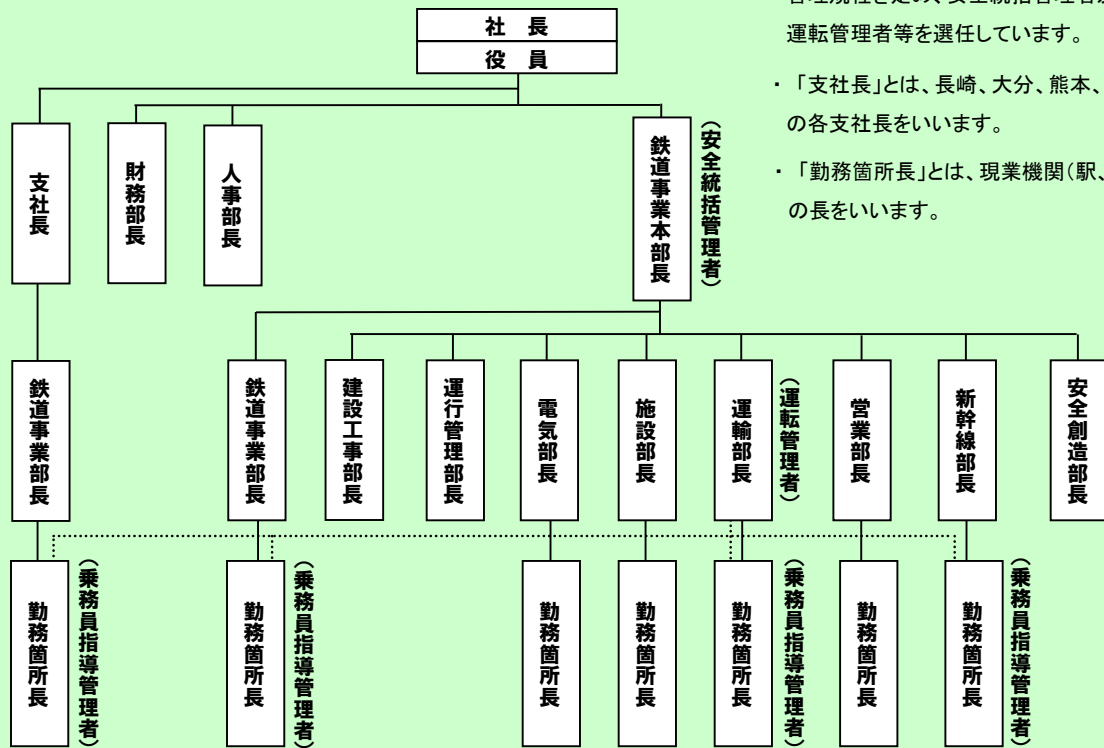 社　長
役　員
運転管理者等を選任しています。
・「支社長」とは、長崎、大分、熊本、
の各支社長をいいます。
・「勤務箇所長」とは、現業機関(駅、
の長をいいます。
支社長
財務部長
人事部長
鉄道事業本部長
(安全統括管理者)
鉄道事業部長
鉄道事業部長
建設工事部長
運行管理部長
電気部長
施設部長
運輸部長
(運転管理者)
営業部長
新幹線部長
安全創造部長
勤務箇所長
(乗務員指導管理者)
勤務箇所長
(乗務員指導管理者)
勤務箇所長
勤務箇所長
勤務箇所長
(乗務員指導管理者)
勤務箇所長
勤務箇所長
(乗務員指導管理者)